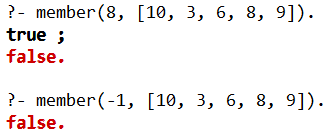 ?- member(8, [10, 3, 6, 8, 9]).
true ;
false.
?- member(-1, [10, 3, 6, 8, 9]).
false.